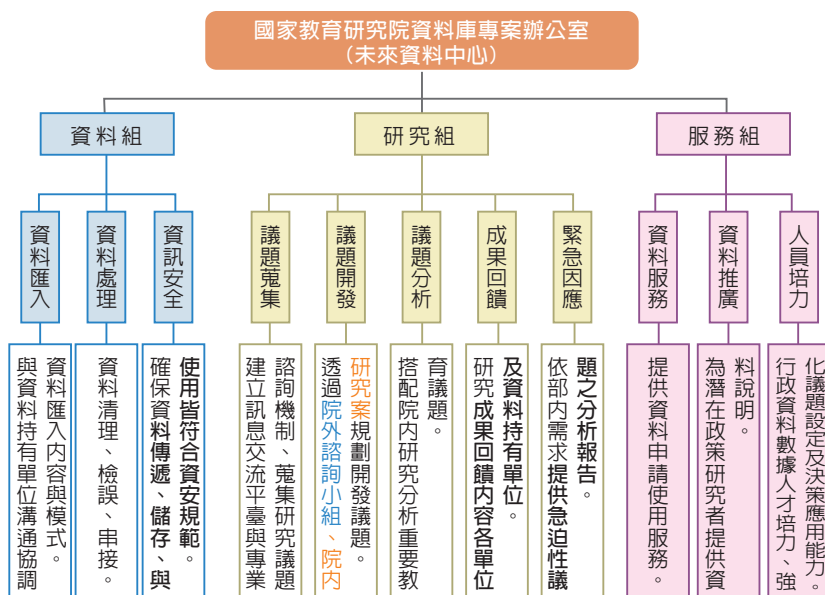 國家教育研究院資料庫專案辦公室
（未來資料中心）
資料組
研究組
服務組
資料匯入
資料處理
資訊安全
議題蒐集
議題開發
議題分析
成果回饋
緊急因應
資料服務
資料推廣
人員培力
與資料持有單位溝通協調
資料匯入內容與模式。
資料清理、檢誤、串接。
確保資料傳遞、儲存、與
使用皆符合資安規範。
建立訊息交流平臺與專業
諮詢機制、蒐集研究議題
透過院外諮詢小組、院內
研究案規劃開發議題。
搭配院內研究分析重要教
育議題。
研究成果回饋內容各單位
及資料持有單位。
依部內需求提供急迫性議
題之分析報告。
提供資料申請使用服務。
為潛在政策研究者提供資
料說明。
行政資料數據人才培力、強
化議題設定及決策應用能力。